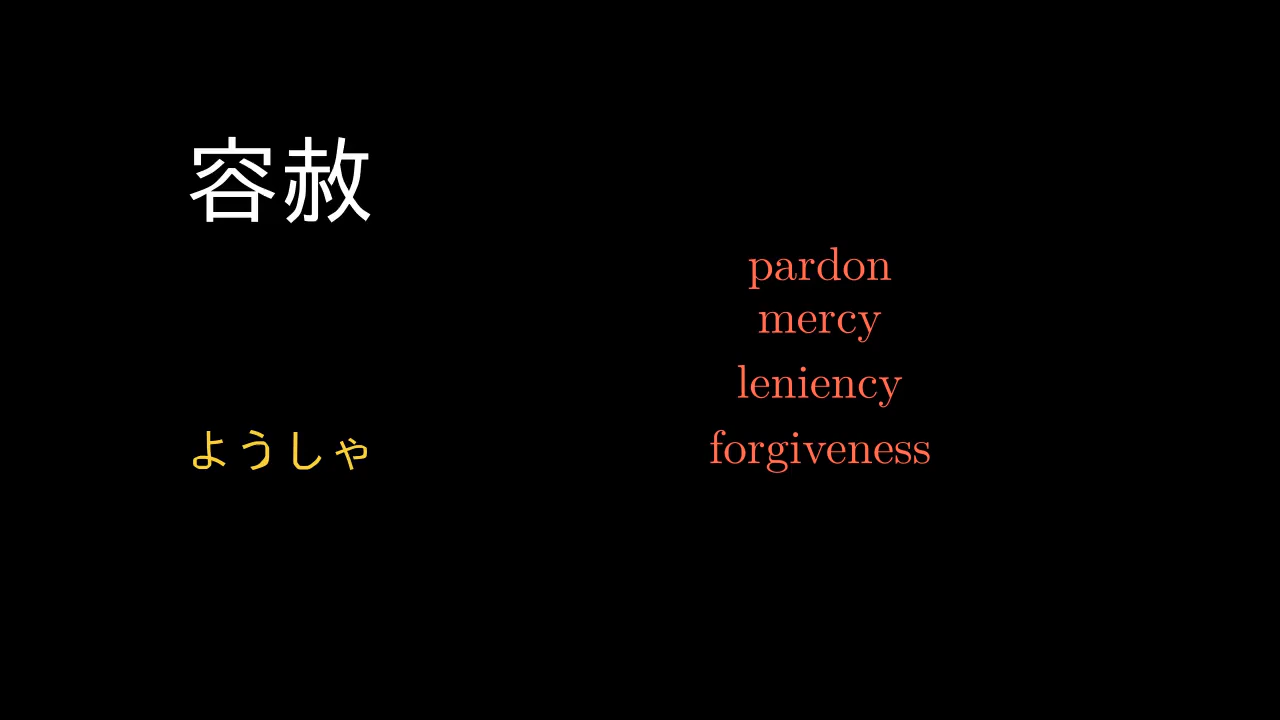 容赦
ようしゃ
pardon
mercy
leniency
forgiveness